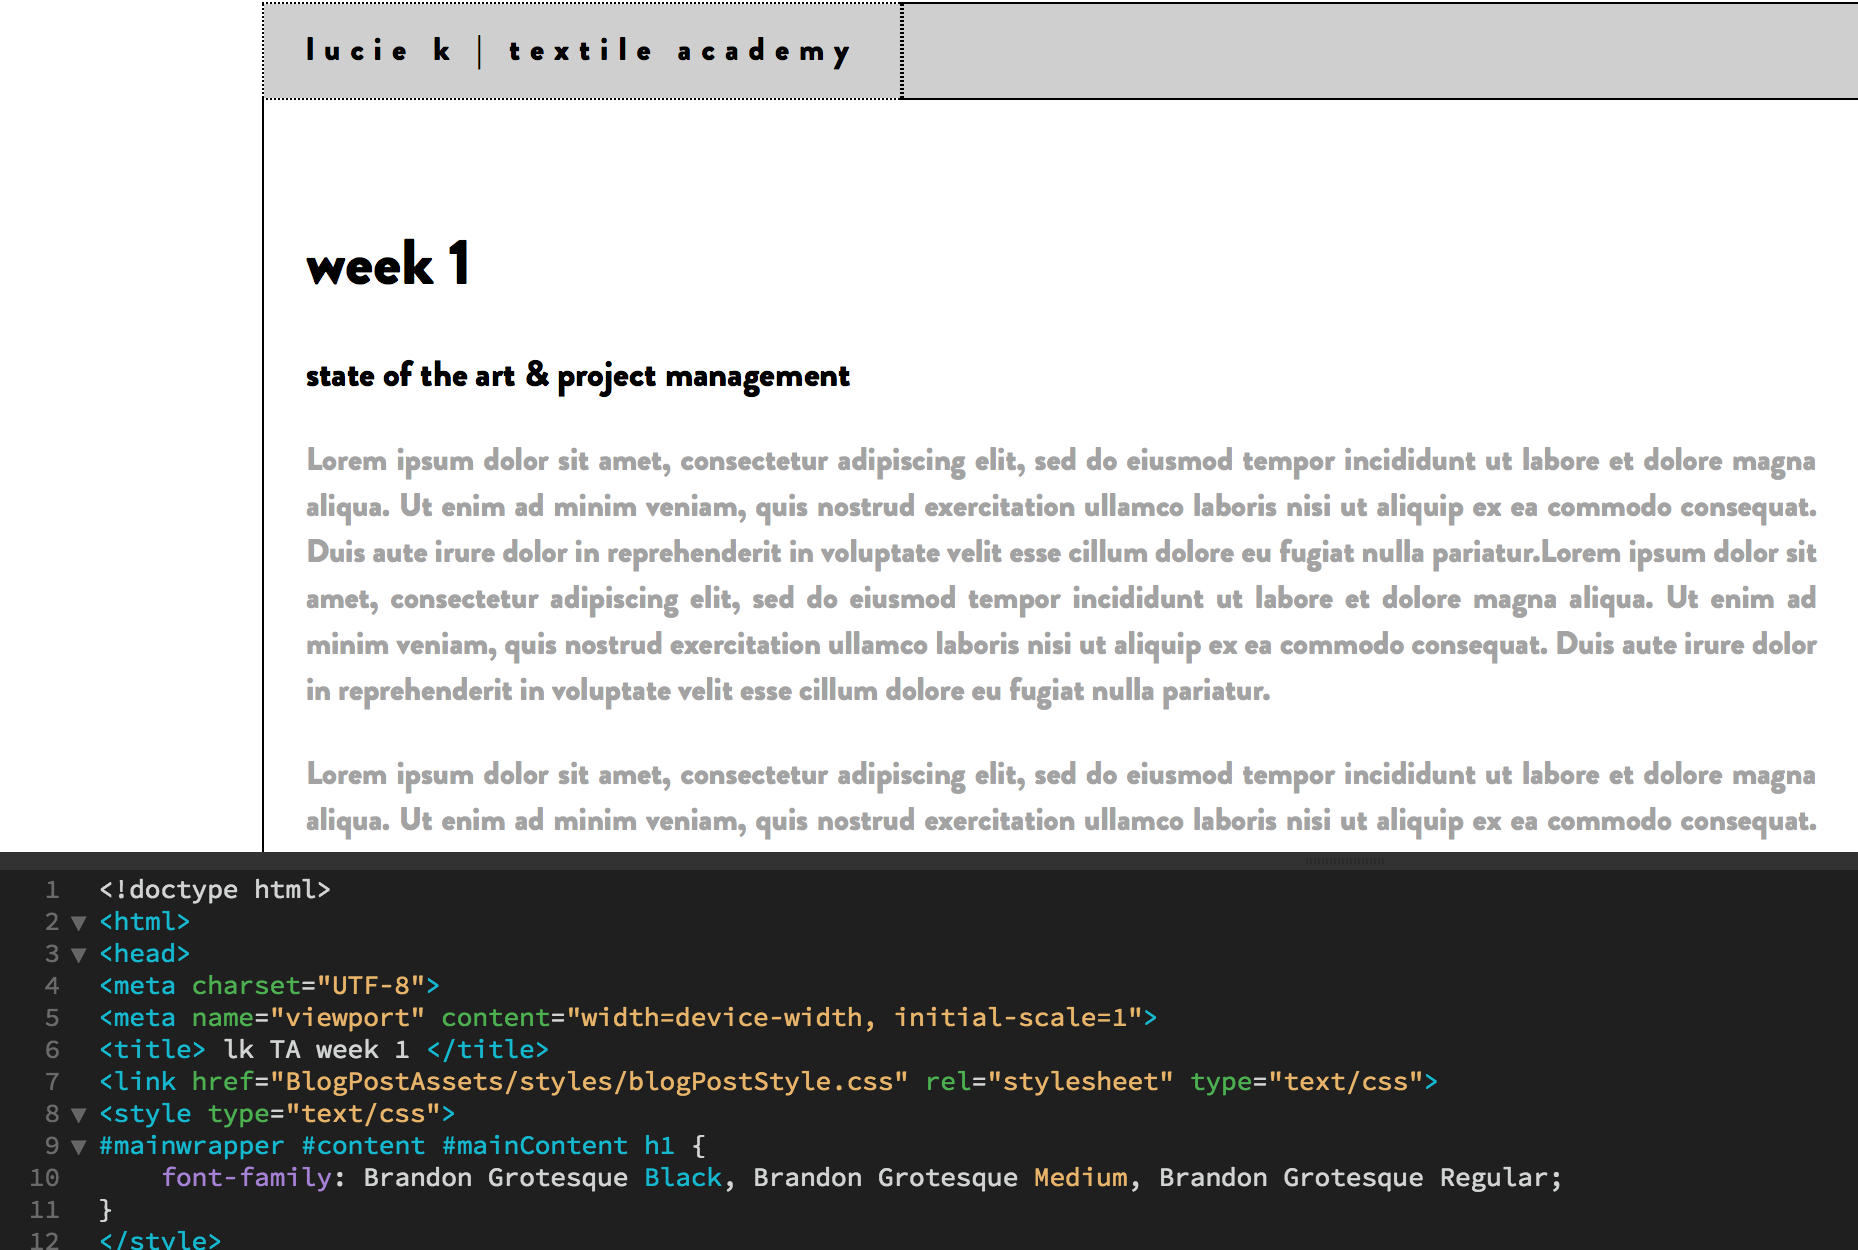 lucie k | textile academy
week 1
state of the art & project management
Lorem ipsum dolor sit amet, consectetur adipiscing elit, sed do eiusmod tempor incididunt ut labore et dolore magna
aliqua. Ut enim ad minim veniam, quis nostrud exercitation ullamco laboris nisi ut aliquip ex ea commodo consequat.
Duis aute irure dolor in reprehenderit in voluptate velit esse cillum dolore eu fugiat nulla pariatur.Lorem ipsum dolor sit
amet, consectetur adipiscing elit, sed do eiusmod tempor incididunt ut labore et dolore magna aliqua. Ut enim ad
minim veniam, quis nostrud exercitation ullamco laboris nisi ut aliquip ex ea commodo consequat. Duis aute irure dolor
in reprehenderit in voluptate velit esse cillum dolore eu fugiat nulla pariatur.
Lorem ipsum dolor sit amet, consectetur adipiscing elit, sed do eiusmod tempor incididunt ut labore et dolore magna
aliqua. Ut enim ad minim veniam, quis nostrud exercitation ullamco laboris nisi ut aliquip ex ea commodo consequat.
1 <!doctype html>
2 ▼ <html>
3 ▼ <head>
4 <meta charset="UTF-8">
5 <meta name="viewport" content="width=device-width, initial-scale=1">
6 <title> lk TA week 1 </title>
7 <link href="BlogPostAssets/styles/blogPostStyle.css" rel="stylesheet" type="text/css">
8 ▼ <style type="text/css">
9 ▼ #mainwrapper #content #mainContent h1 {
10 font-family: Brandon Grotesque Black, Brandon Grotesque Medium, Brandon Grotesque Regular;
11 }
12 </style>